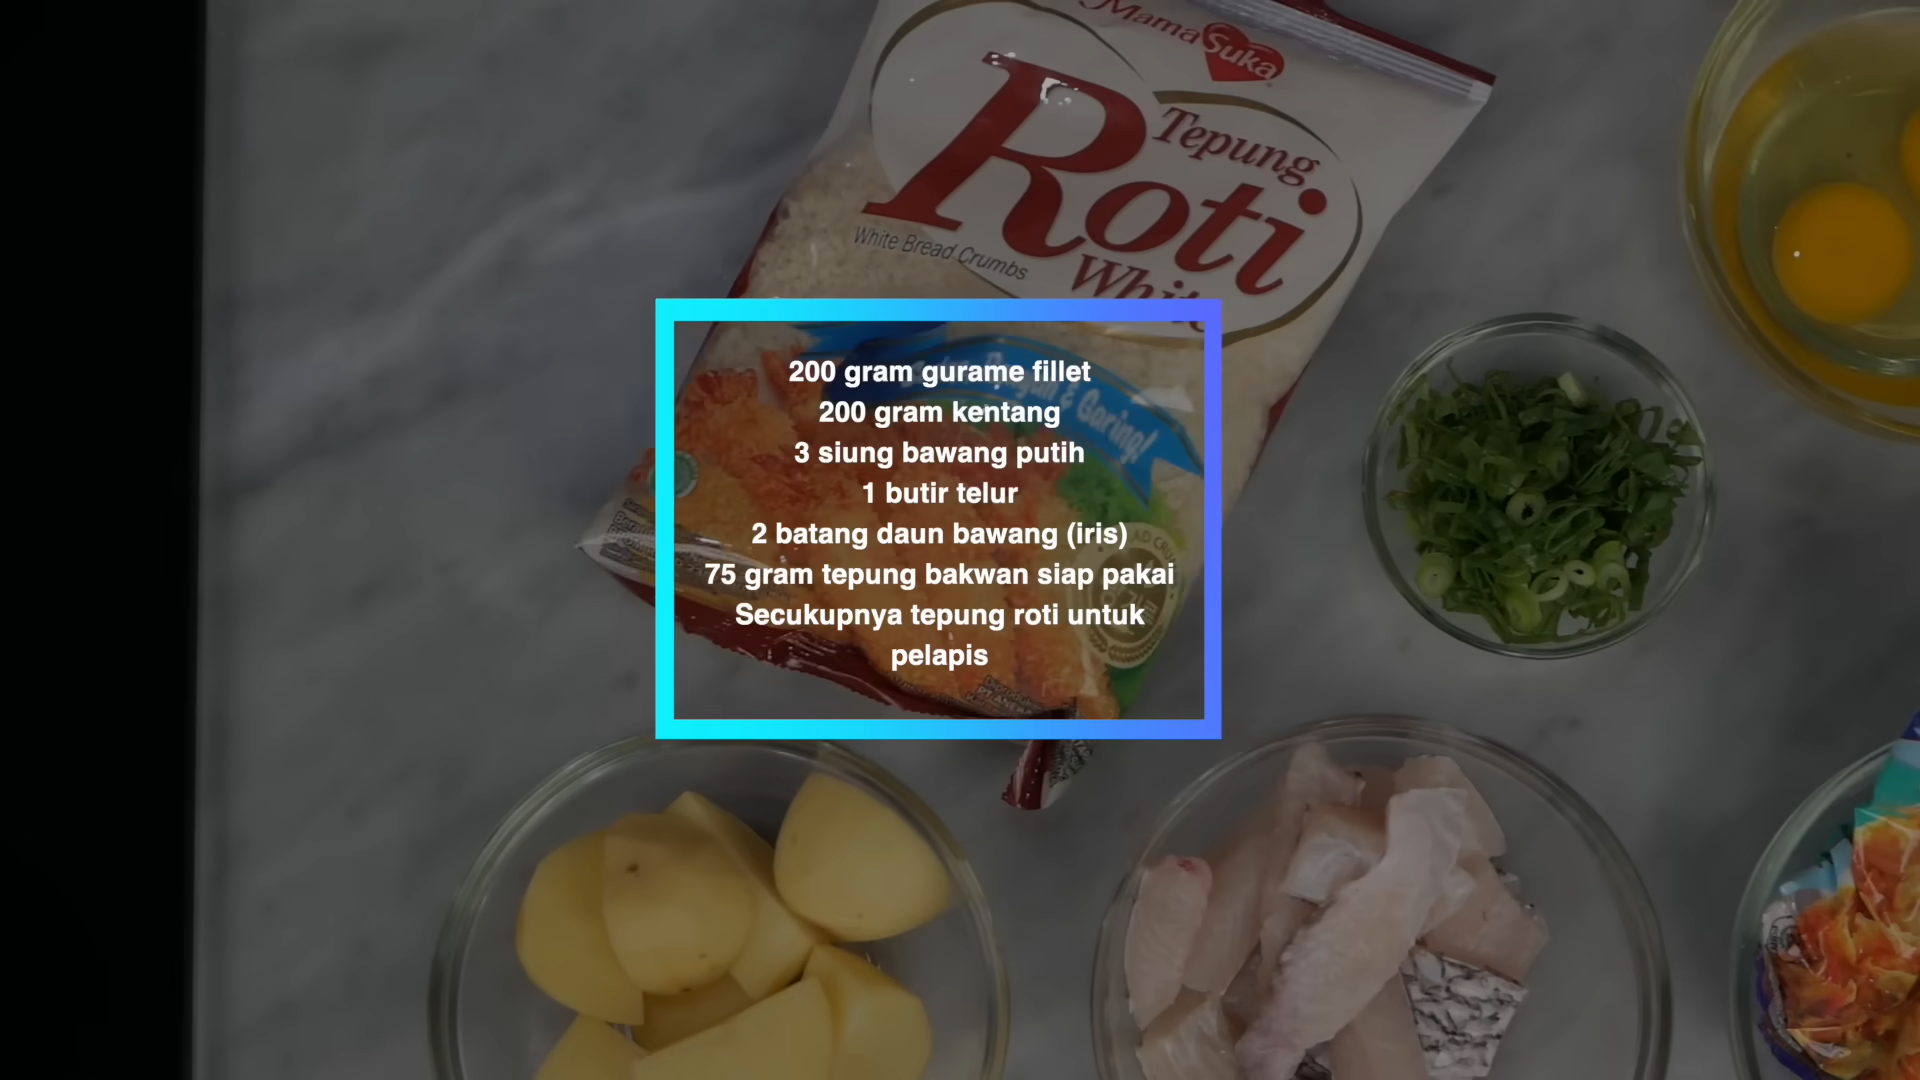 MamaSuka
Tepung
Roti
White Bread Crumbs
White
200 gram gurame fillet
200 gram kentang
3 siung bawang putih
1 butir telur
2 batang daun bawang (iris)
75 gram tepung bakwan siap pakai
Secukupnya tepung roti untuk
pelapis